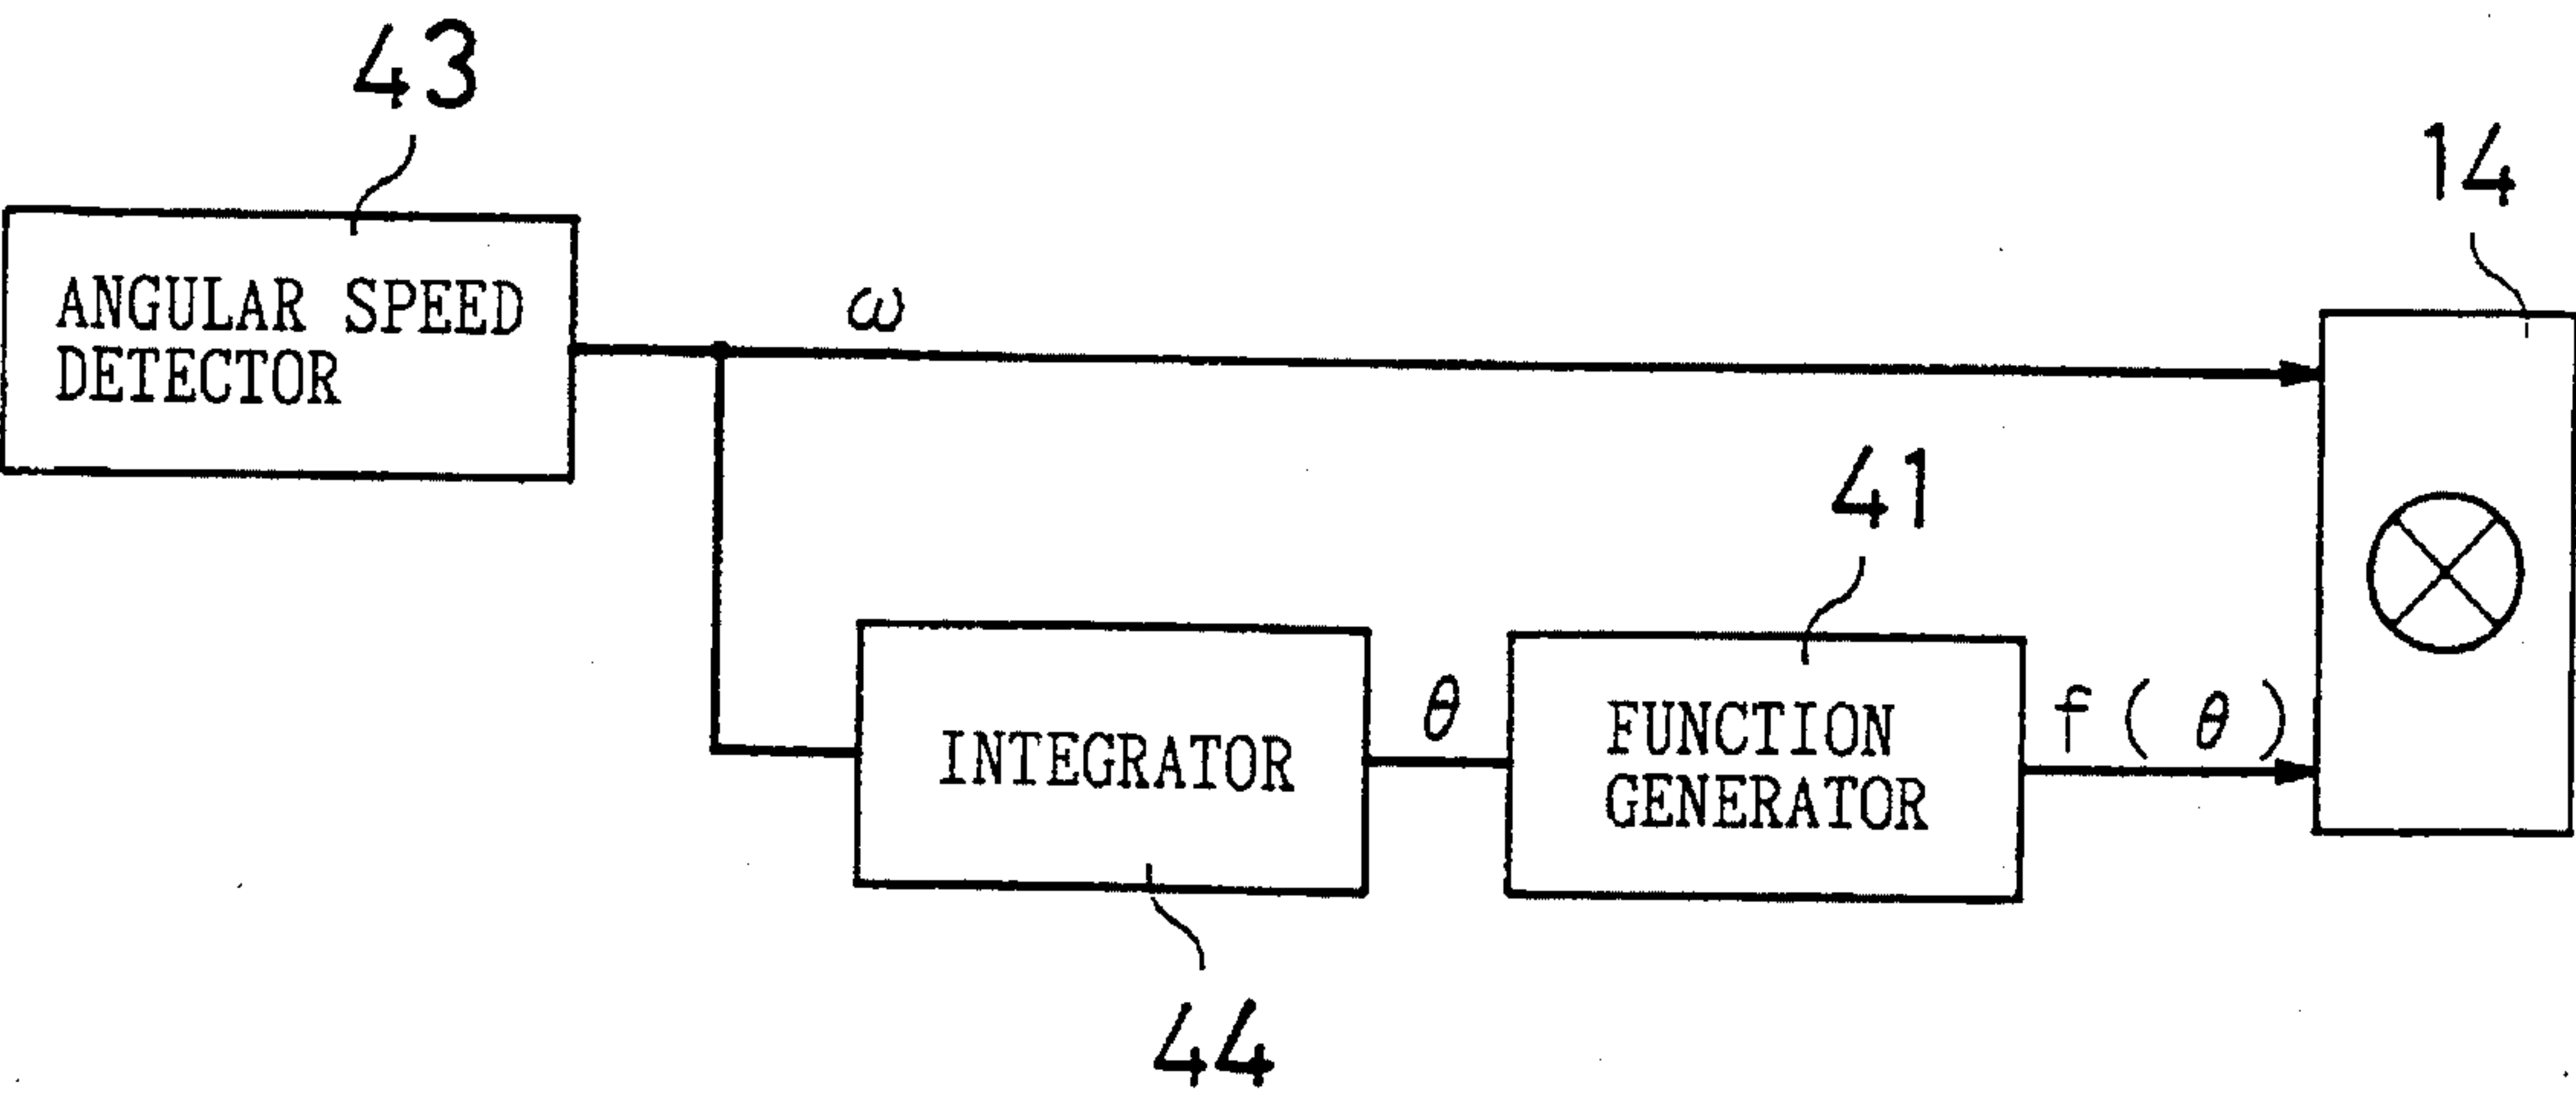 43
14
ANGULAR SPEED
DETECTOR
ω
41
INTEGRATOR
θ
FUNCTION
GENERATOR
f(θ)
44